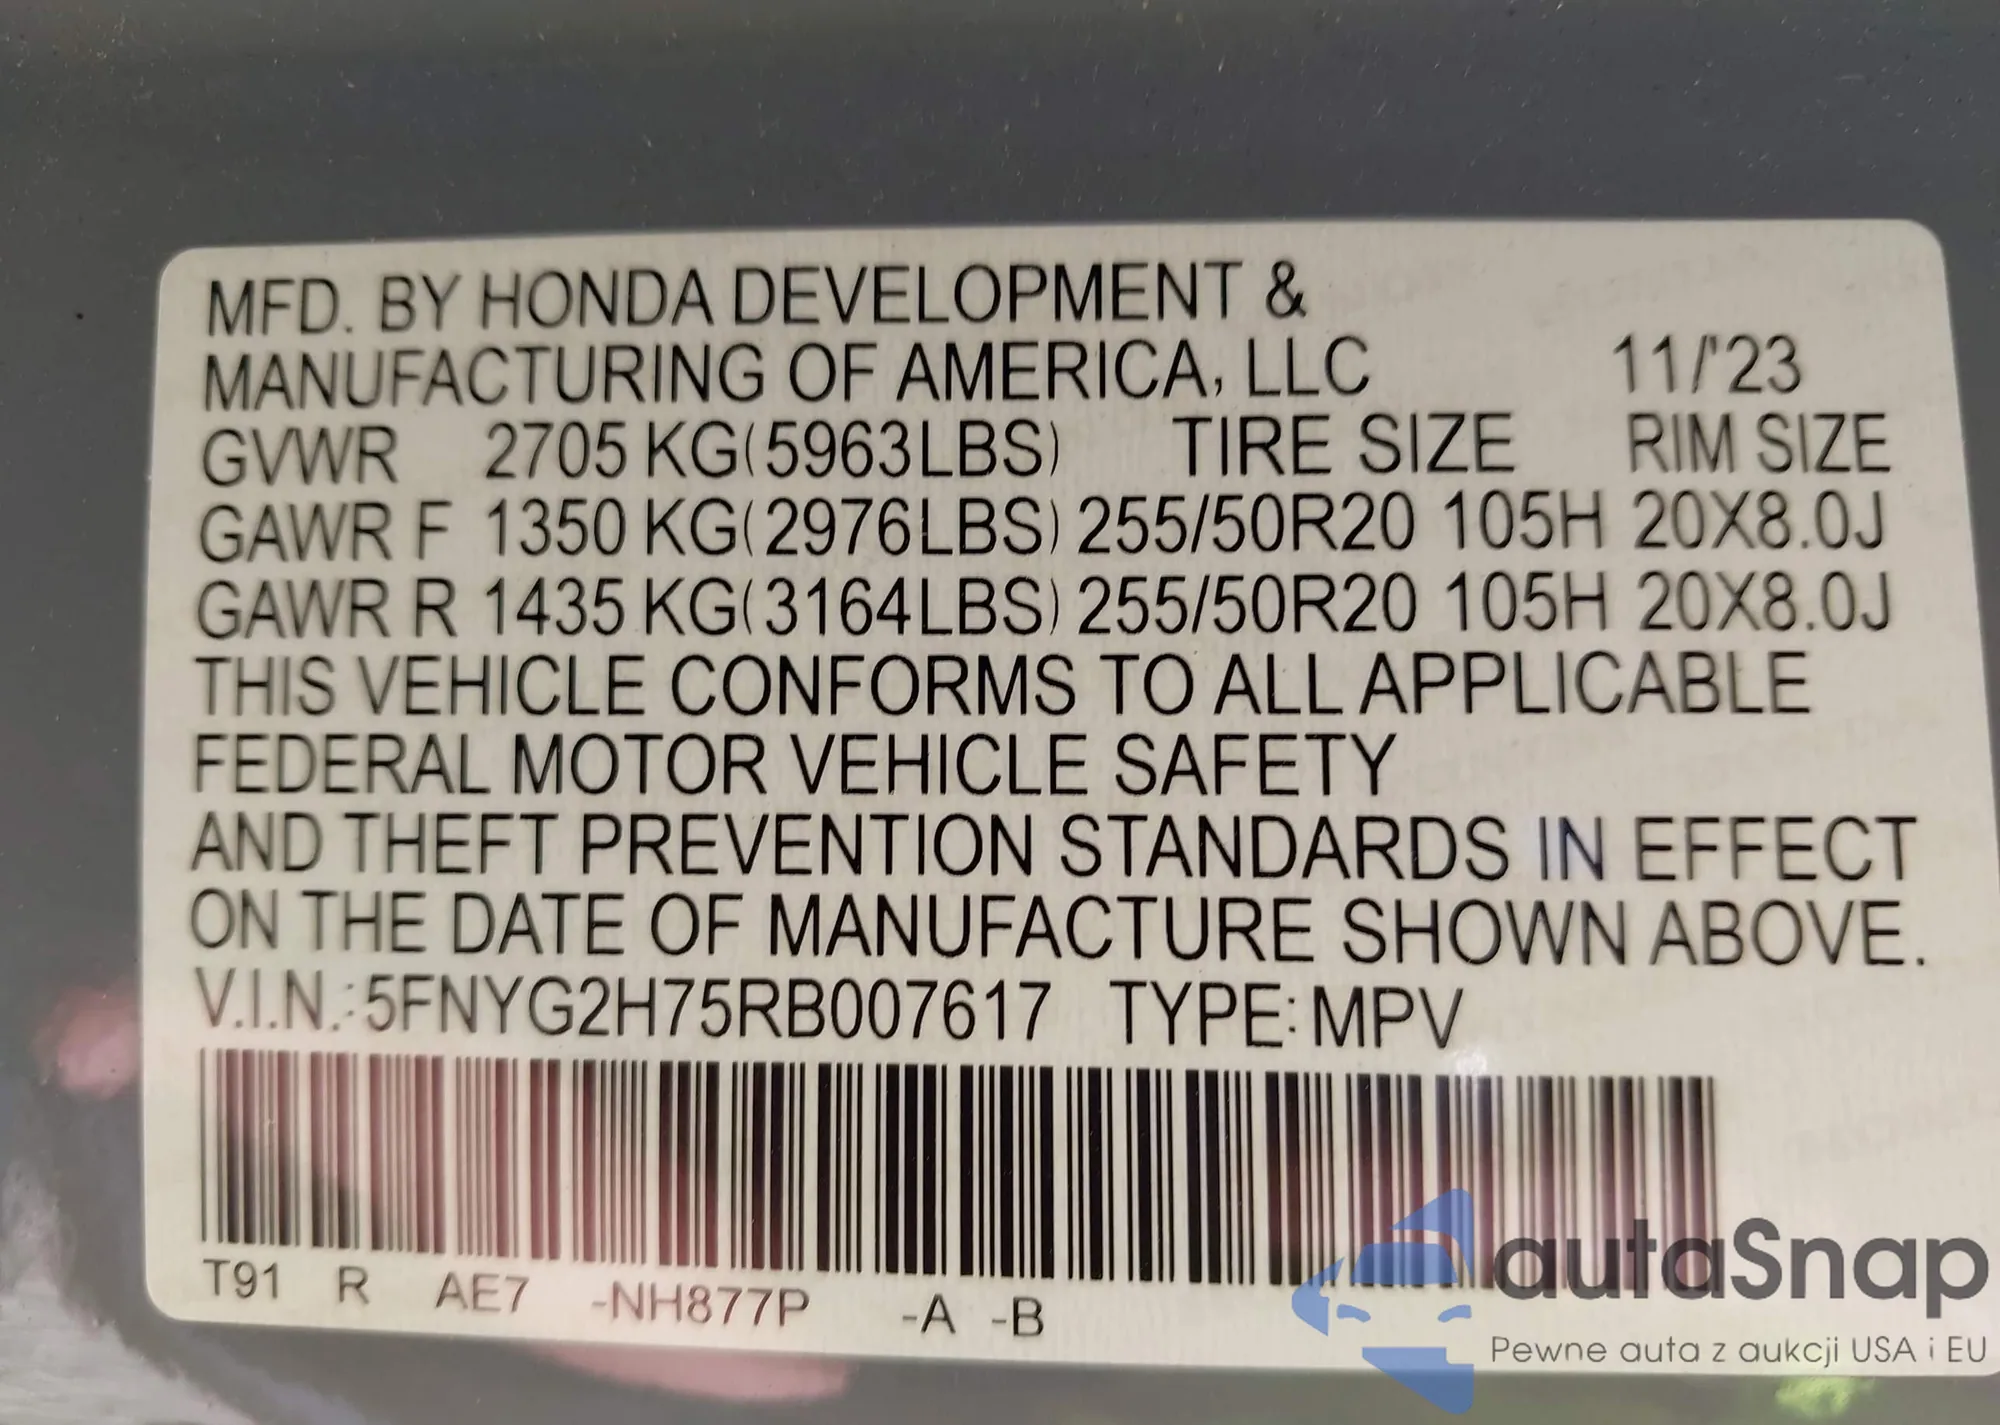 MFD. BY HONDA DEVELOPMENT &
MANUFACTURING OF AMERICA, LLC 11/'23
GVWR 2705 KG(5963LBS) TIRE SIZE RIM SIZE
GAWR F 1350 KG(2976LBS) 255/50R20 105H 20X8.0J
GAWR R 1435 KG(3164LBS) 255/50R20 105H 20X8.0J
THIS VEHICLE CONFORMS TO ALL APPLICABLE
FEDERAL MOTOR VEHICLE SAFETY
AND THEFT PREVENTION STANDARDS IN EFFECT
ON THE DATE OF MANUFACTURE SHOWN ABOVE.
V.I.N.: 5FNYG2H75RB007617 TYPE: MPV
T91 R AE7 -NH877P -A -B
autaSnap
Pewne auta z aukcji USA i EU